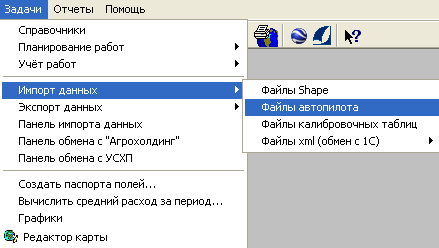 Задачи Отчеты Помощь
Справочники
Планирование работ
Учёт работ
Импорт данных
Экспорт данных
Панель импорта данных
Панель обмена с "Агрохолдинг"
Панель обмена с УСХП
Создать паспорта полей...
Вычислить средний расход за период...
Графики
Редактор карты
Файлы Shape
Файлы автопилота
Файлы калибровочных таблиц
Файлы xml (обмен с 1С)